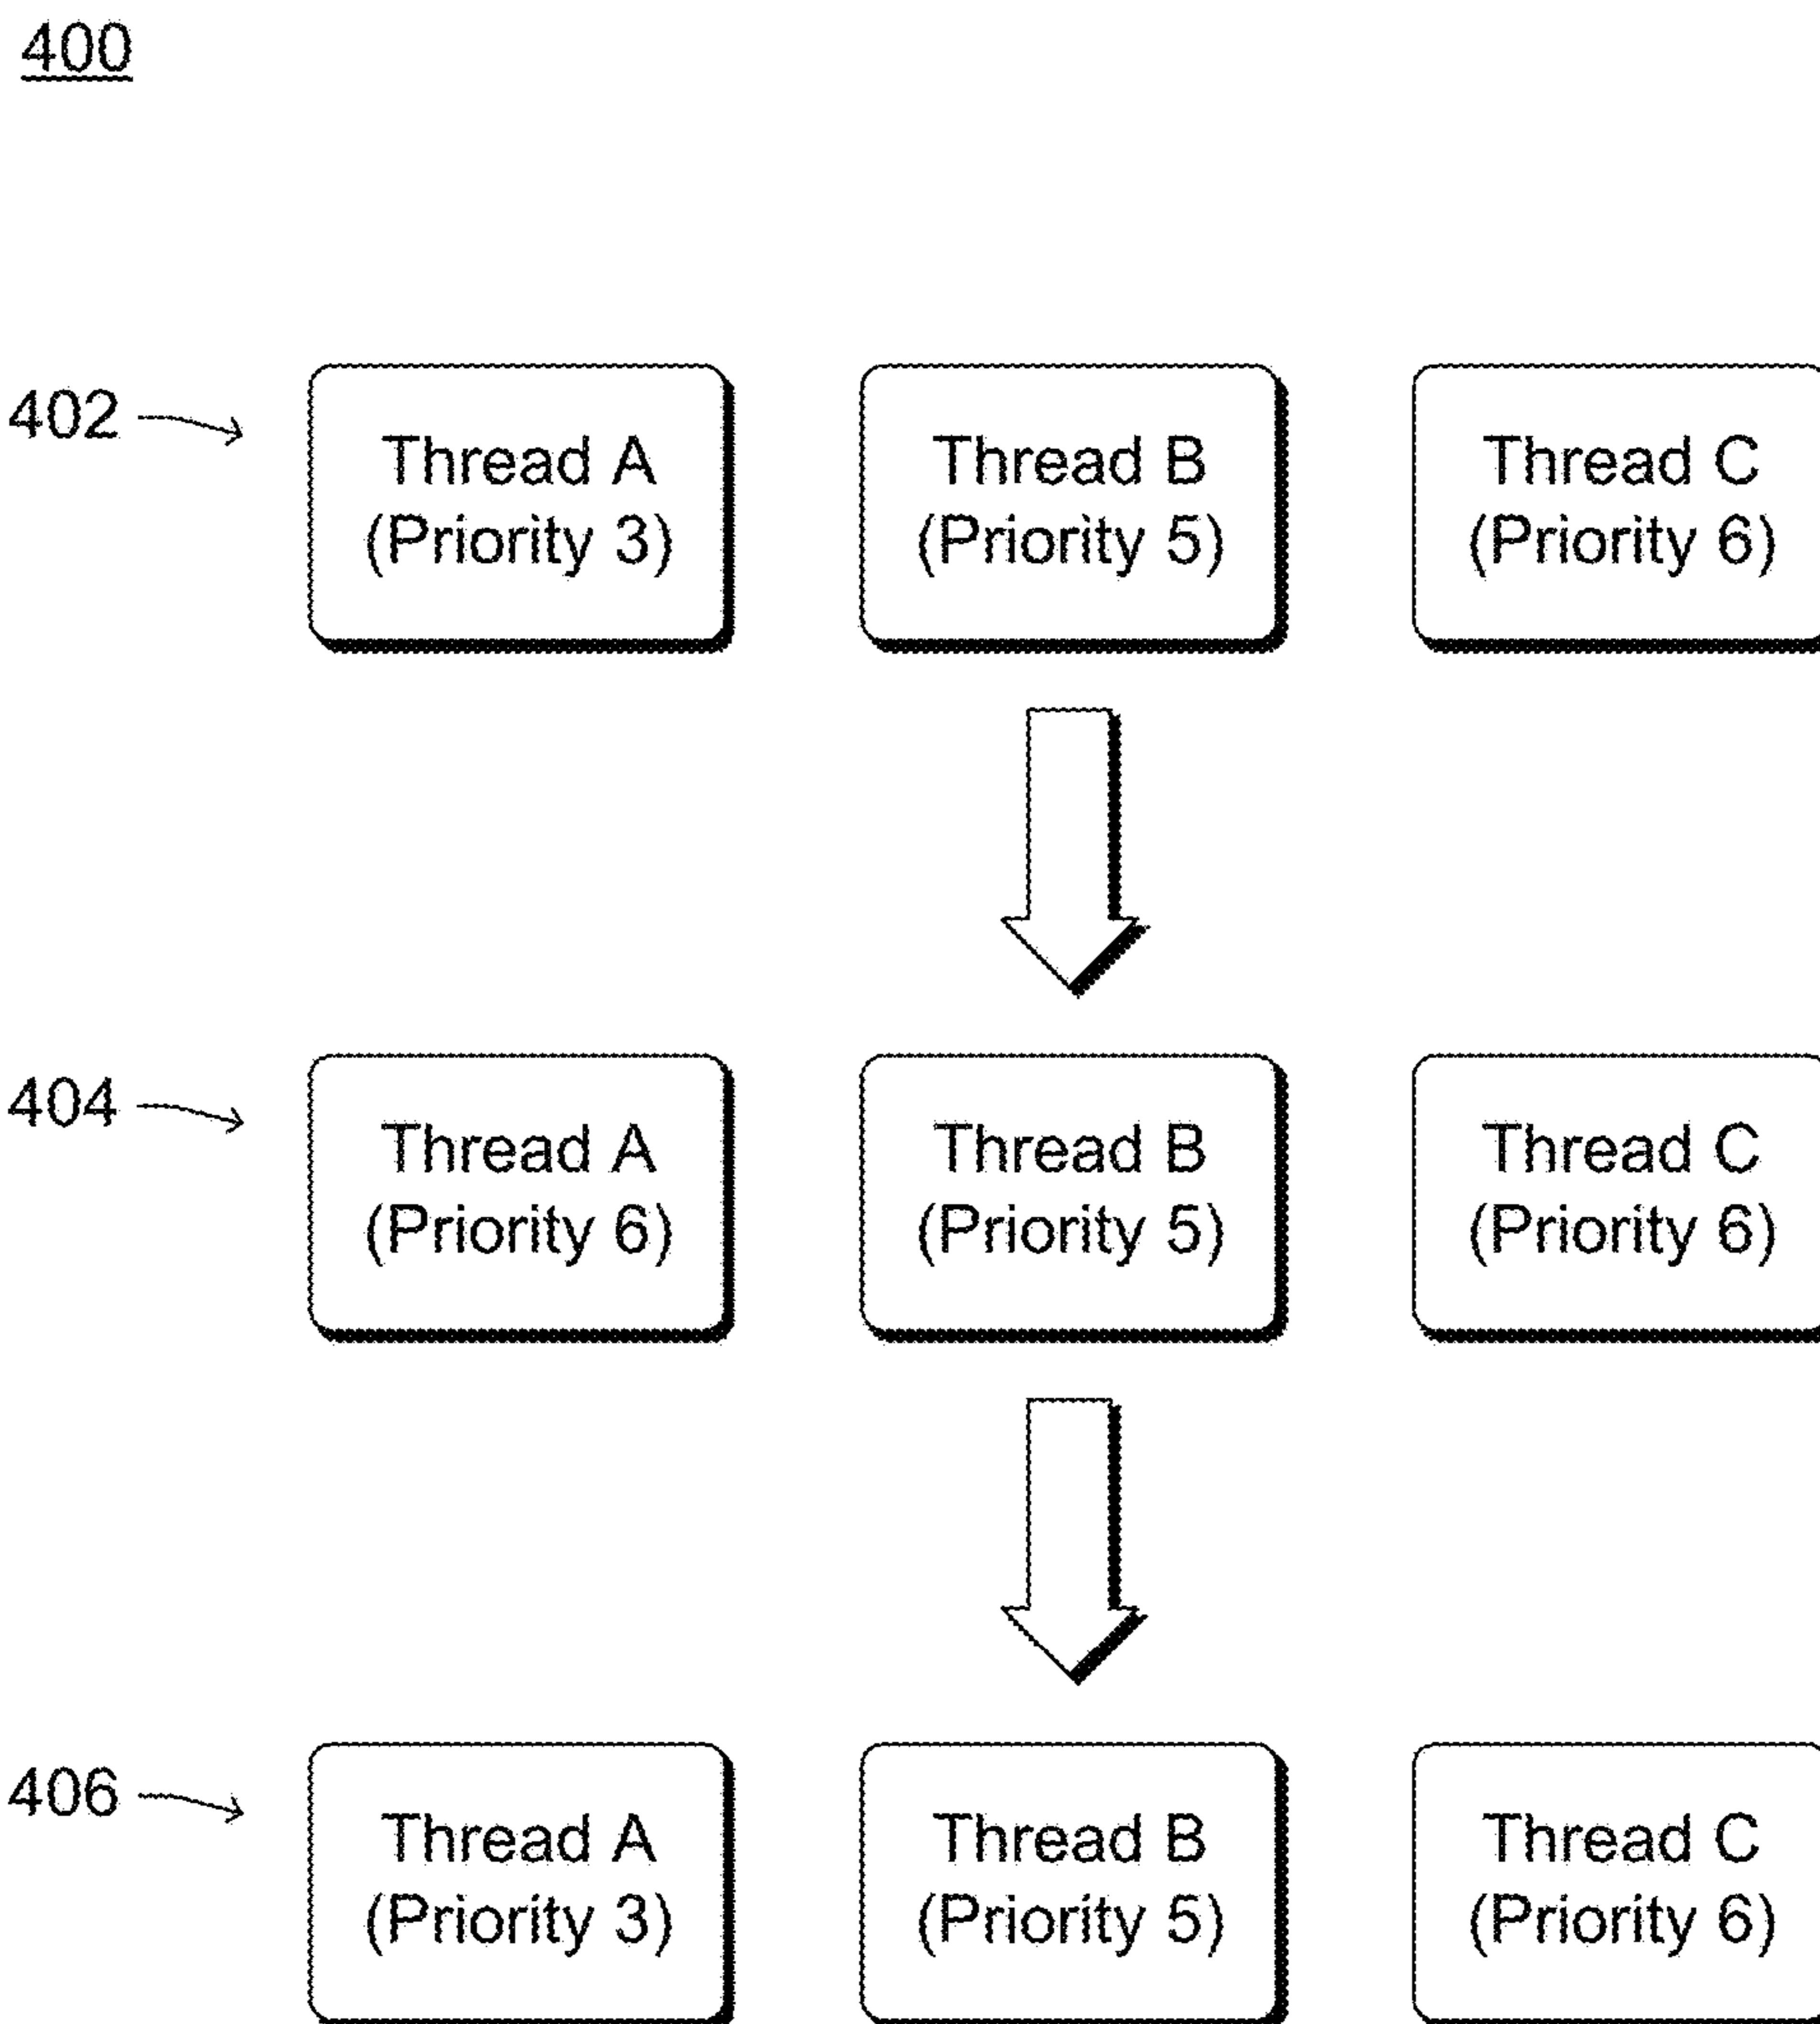 400
402
Thread A
(Priority 3)
Thread B
(Priority 5)
Thread C
(Priority 6)
404
Thread A
(Priority 6)
Thread B
(Priority 5)
Thread C
(Priority 6)
406
Thread A
(Priority 3)
Thread B
(Priority 5)
Thread C
(Priority 6)